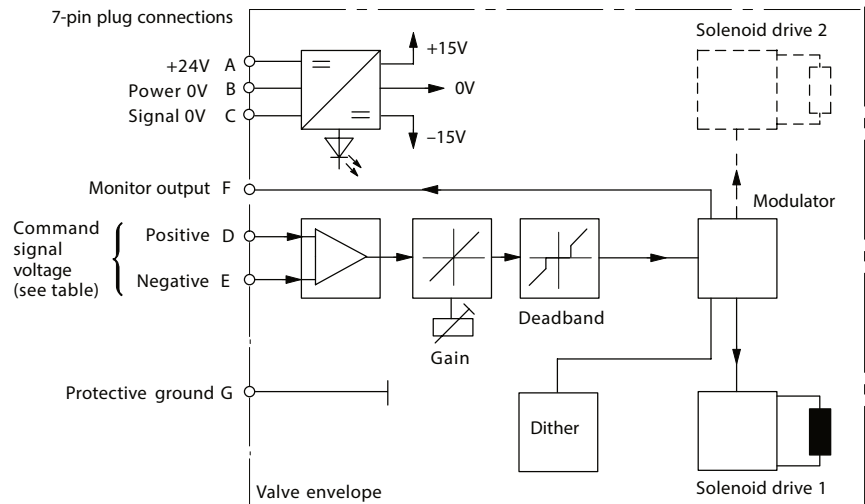 7-pin plug connections
Solenoid drive 2
+24V A
Power 0V B
Signal 0V C
+15V
0V
–15V
Monitor output F
Modulator
Command
signal
voltage
(see table)
Positive D
Negative E
Deadband
Gain
Protective ground G
Dither
Valve envelope
Solenoid drive 1